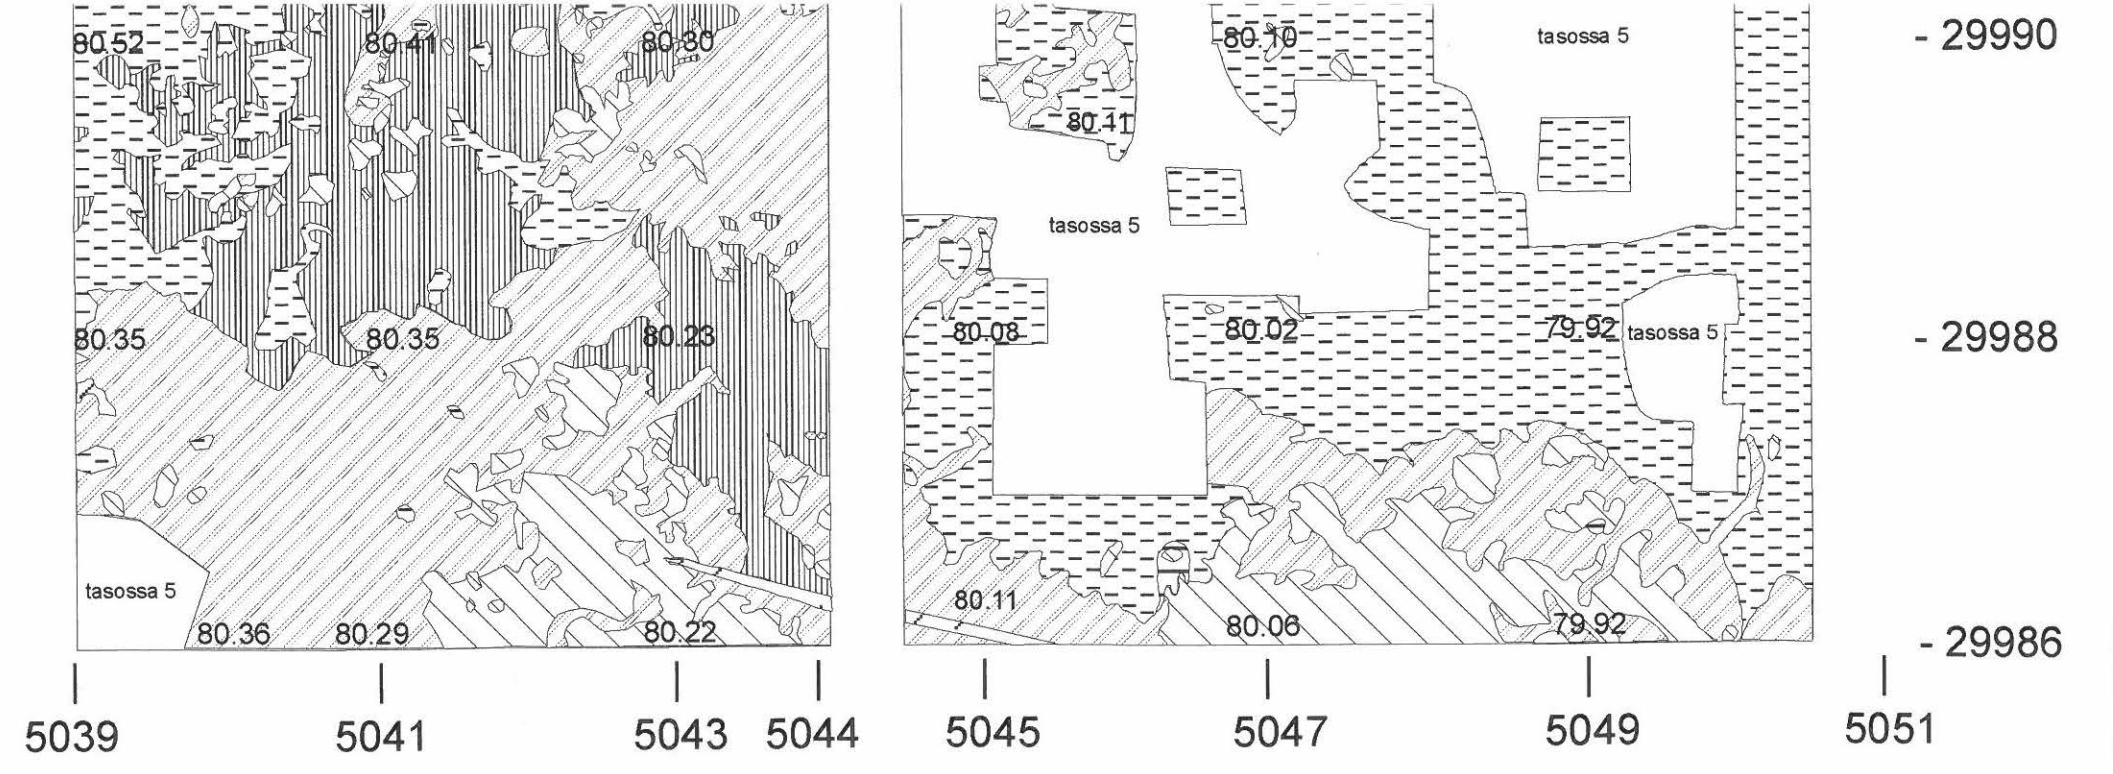 80.52 80.41 80.30 80.10 tasossa 5 - 29990
80.11
tasossa 5
80.35 80.35 80.23 80.08 80.02 79.92 tasossa 5 - 29988
tasossa 5
80.11
80.36 80.29 80.22 80.06 79.92 - 29986
5039 5041 5043 5044 5045 5047 5049 5051